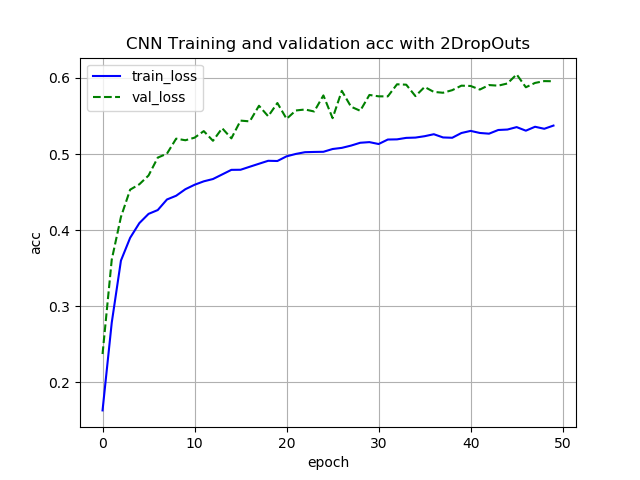 CNN Training and validation acc with 2DropOuts
train_loss
val_loss
0.6
0.5
0.4
0.3
0.2
acc
0 10 20 30 40 50
epoch